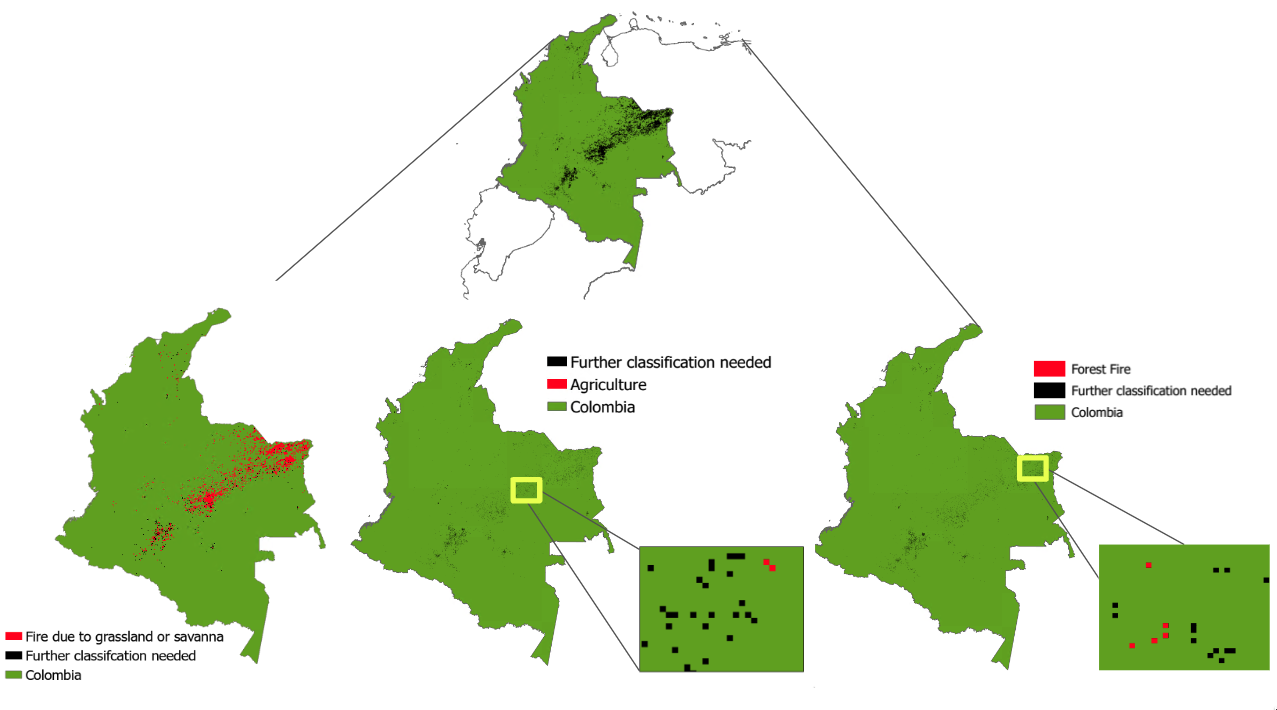 Further classification needed
Agriculture
Colombia
Forest Fire
Further classification needed
Colombia
Fire due to grassland or savanna
Further classifcation needed
Colombia